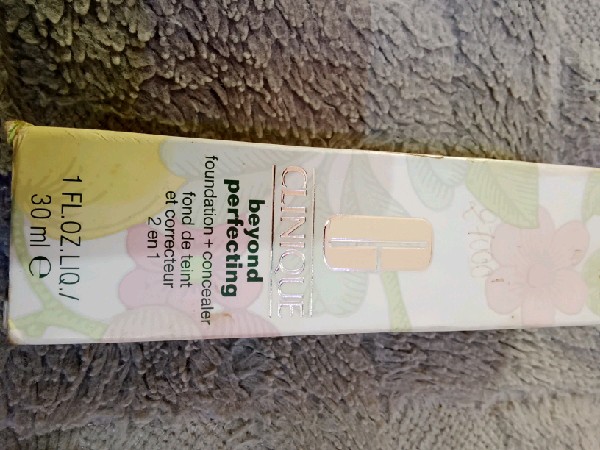 CLINIQUE
beyond
perfecting
foundation + concealer
fond de teint
et correcteur
2 en 1
1 FL.OZ.LIQ./
30 ml e